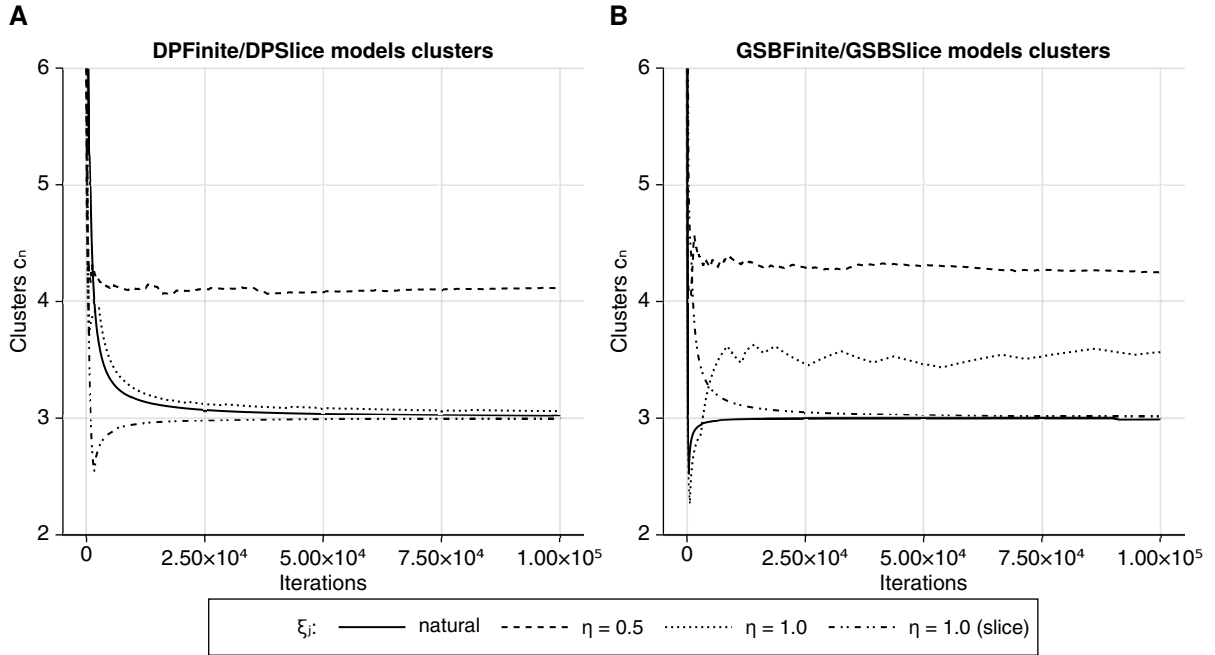 A
DPFinite/DPSlice models clusters
6
5
4
3
2
Clusters cₙ
0
2.50×10⁴
5.00×10⁴
7.50×10⁴
1.00×10⁵
Iterations
B
GSBFinite/GSBSlice models clusters
6
5
4
3
2
Clusters cₙ
0
2.50×10⁴
5.00×10⁴
7.50×10⁴
1.00×10⁵
Iterations
ξⱼ: natural η = 0.5 η = 1.0 η = 1.0 (slice)